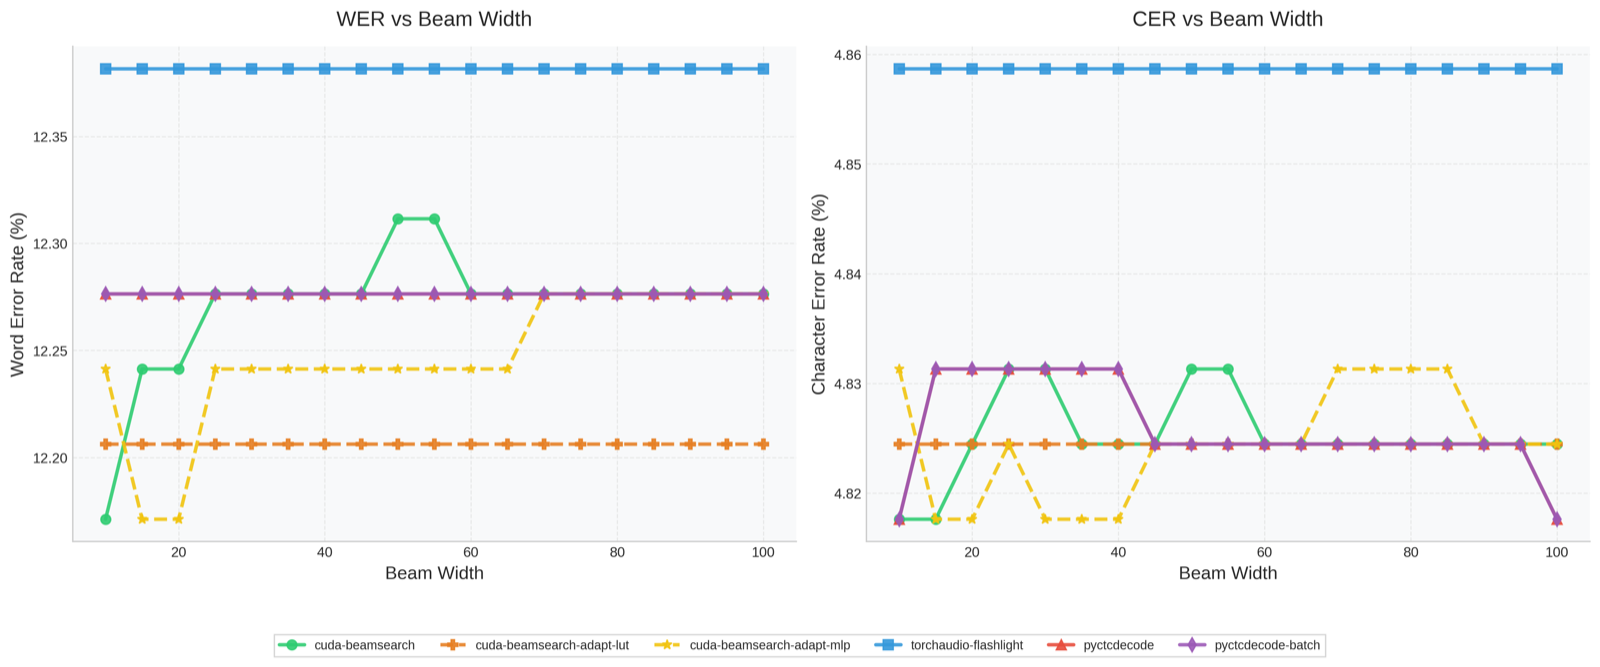 WER vs Beam Width
Word Error Rate (%)
12.35
12.30
12.25
12.20
20 40 60 80 100
Beam Width
CER vs Beam Width
Character Error Rate (%)
4.86
4.85
4.84
4.83
4.82
20 40 60 80 100
Beam Width
cuda-beamsearch cuda-beamsearch-adapt-lut cuda-beamsearch-adapt-mlp torchaudio-flashlight pyctcdecode pyctcdecode-batch